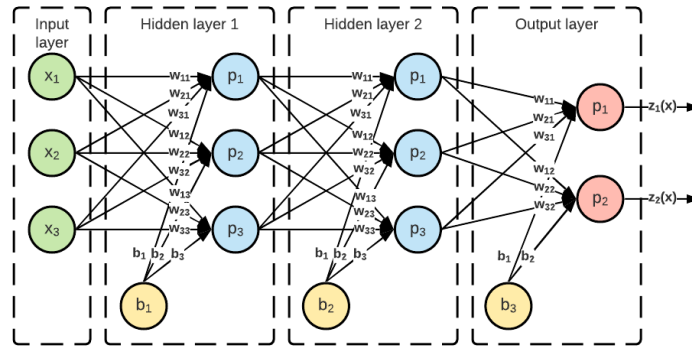 Input
layer
Hidden layer 1
Hidden layer 2
Output layer
x₁
x₂
x₃
w₁₁
w₂₁
w₃₁
w₁₂
w₂₂
w₃₂
w₁₃
w₂₃
w₃₃
b₁ b₂ b₃
b₁
p₁
p₂
p₃
w₁₁
w₂₁
w₃₁
w₁₂
w₂₂
w₃₂
w₁₃
w₂₃
w₃₃
b₁ b₂ b₃
b₂
p₁
p₂
p₃
w₁₁
w₂₁
w₃₁
w₁₂
w₂₂
w₃₂
b₁ b₂
b₃
p₁
p₂
z₁(x)
z₂(x)